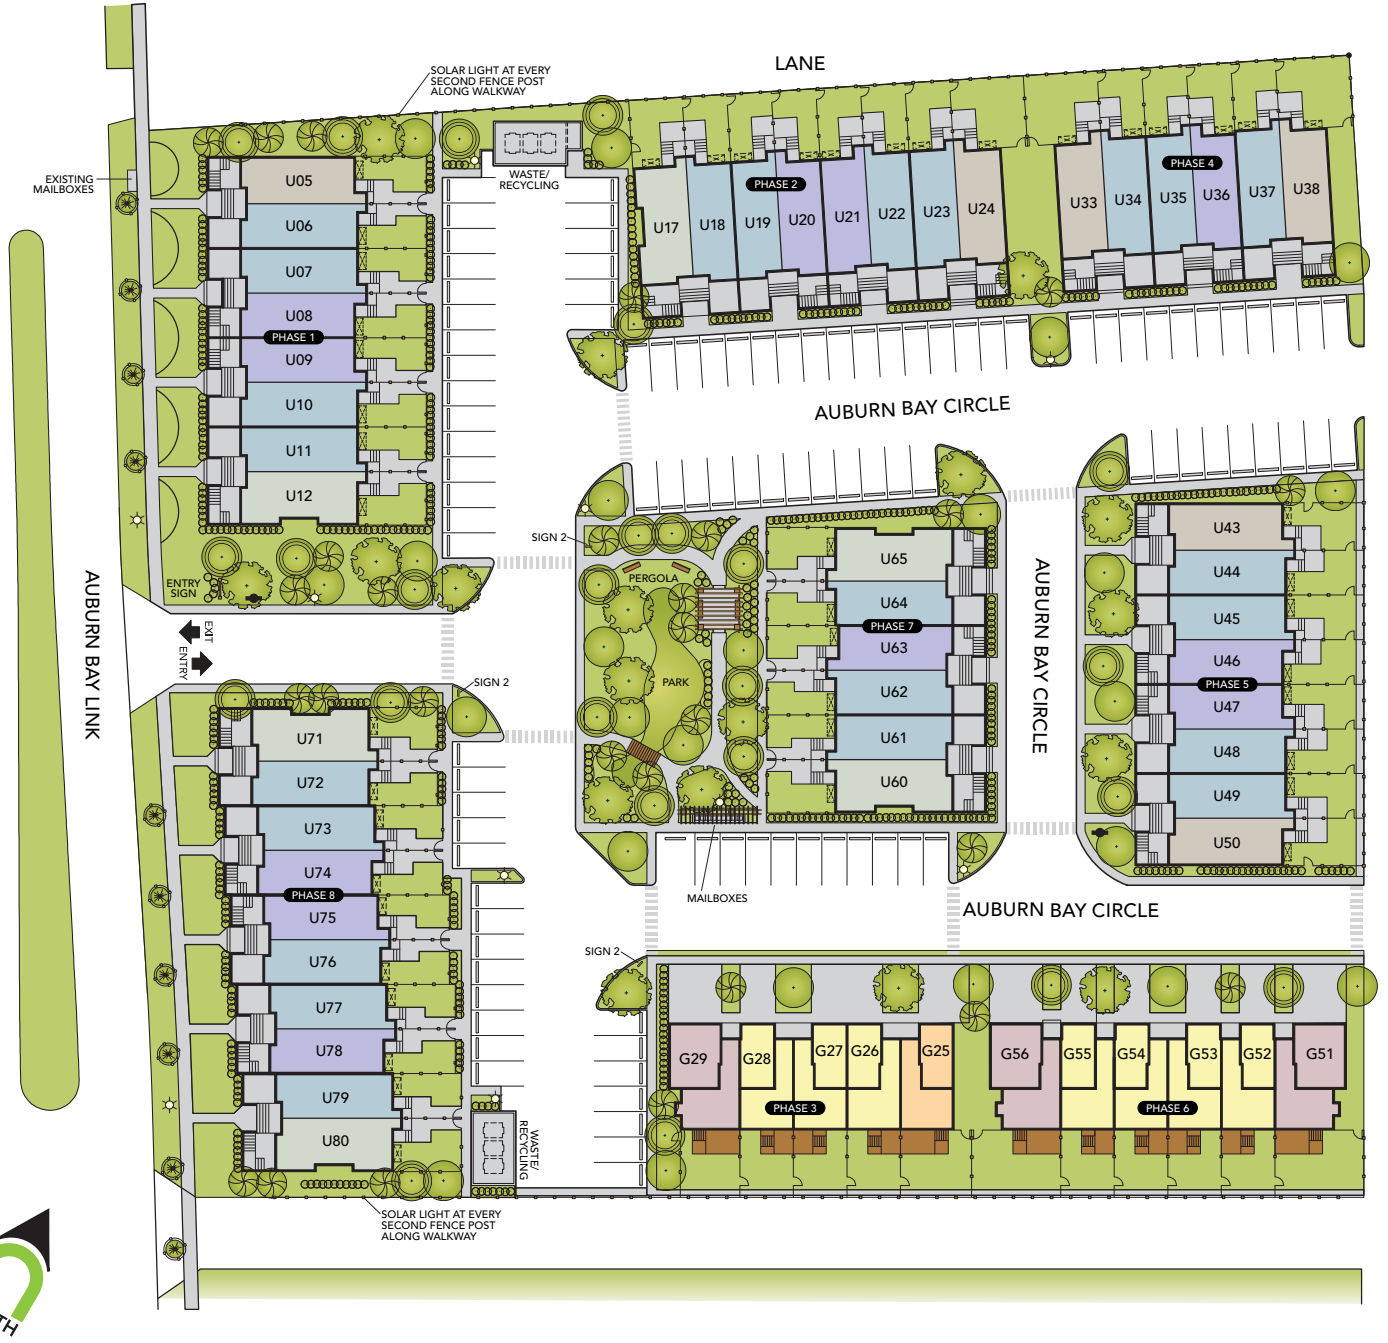 LANE
SOLAR LIGHT AT EVERY
SECOND FENCE POST
ALONG WALKWAY
EXISTING
MAILBOXES
WASTE/
RECYCLING
U05
U06
U07
U08
PHASE 1
U09
U10
U11
U12
U17
U18
U19
PHASE 2
U20
U21
U22
U23
U24
U33
U34
U35
PHASE 4
U36
U37
U38
AUBURN BAY CIRCLE
SIGN 2
PERGOLA
PARK
ENTRY
SIGN
EXIT
ENTRY
AUBURN BAY LINK
SIGN 2
U65
U64
PHASE 7
U63
U62
U61
U60
AUBURN BAY CIRCLE
U43
U44
U45
U46
PHASE 5
U47
U48
U49
U50
U71
U72
U73
U74
PHASE 8
U75
U76
U77
U78
U79
U80
MAILBOXES
AUBURN BAY CIRCLE
SIGN 2
G29
G28
G27
G26
G25
PHASE 3
G56
G55
G54
G53
G52
G51
PHASE 6
WASTE/
RECYCLING
SOLAR LIGHT AT EVERY
SECOND FENCE POST
ALONG WALKWAY